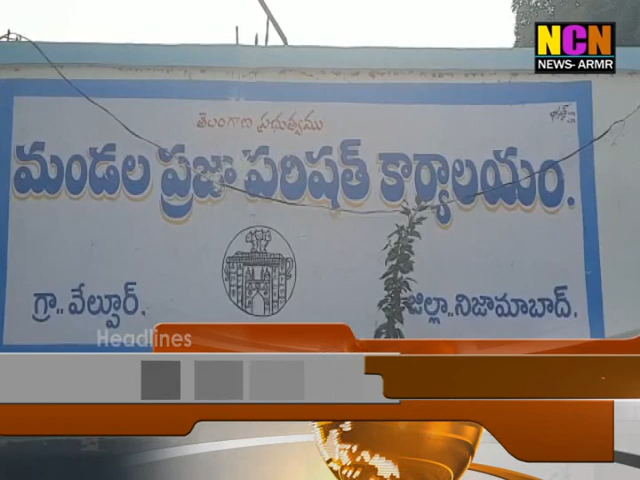 NCN
NEWS- ARMR
తెలంగాణ ప్రభుత్వము
మండల ప్రజా పరిషత్ కార్యాలయం.
గ్రా.. వేల్పూర్.
జిల్లా.. నిజామాబాద్.
Headlines